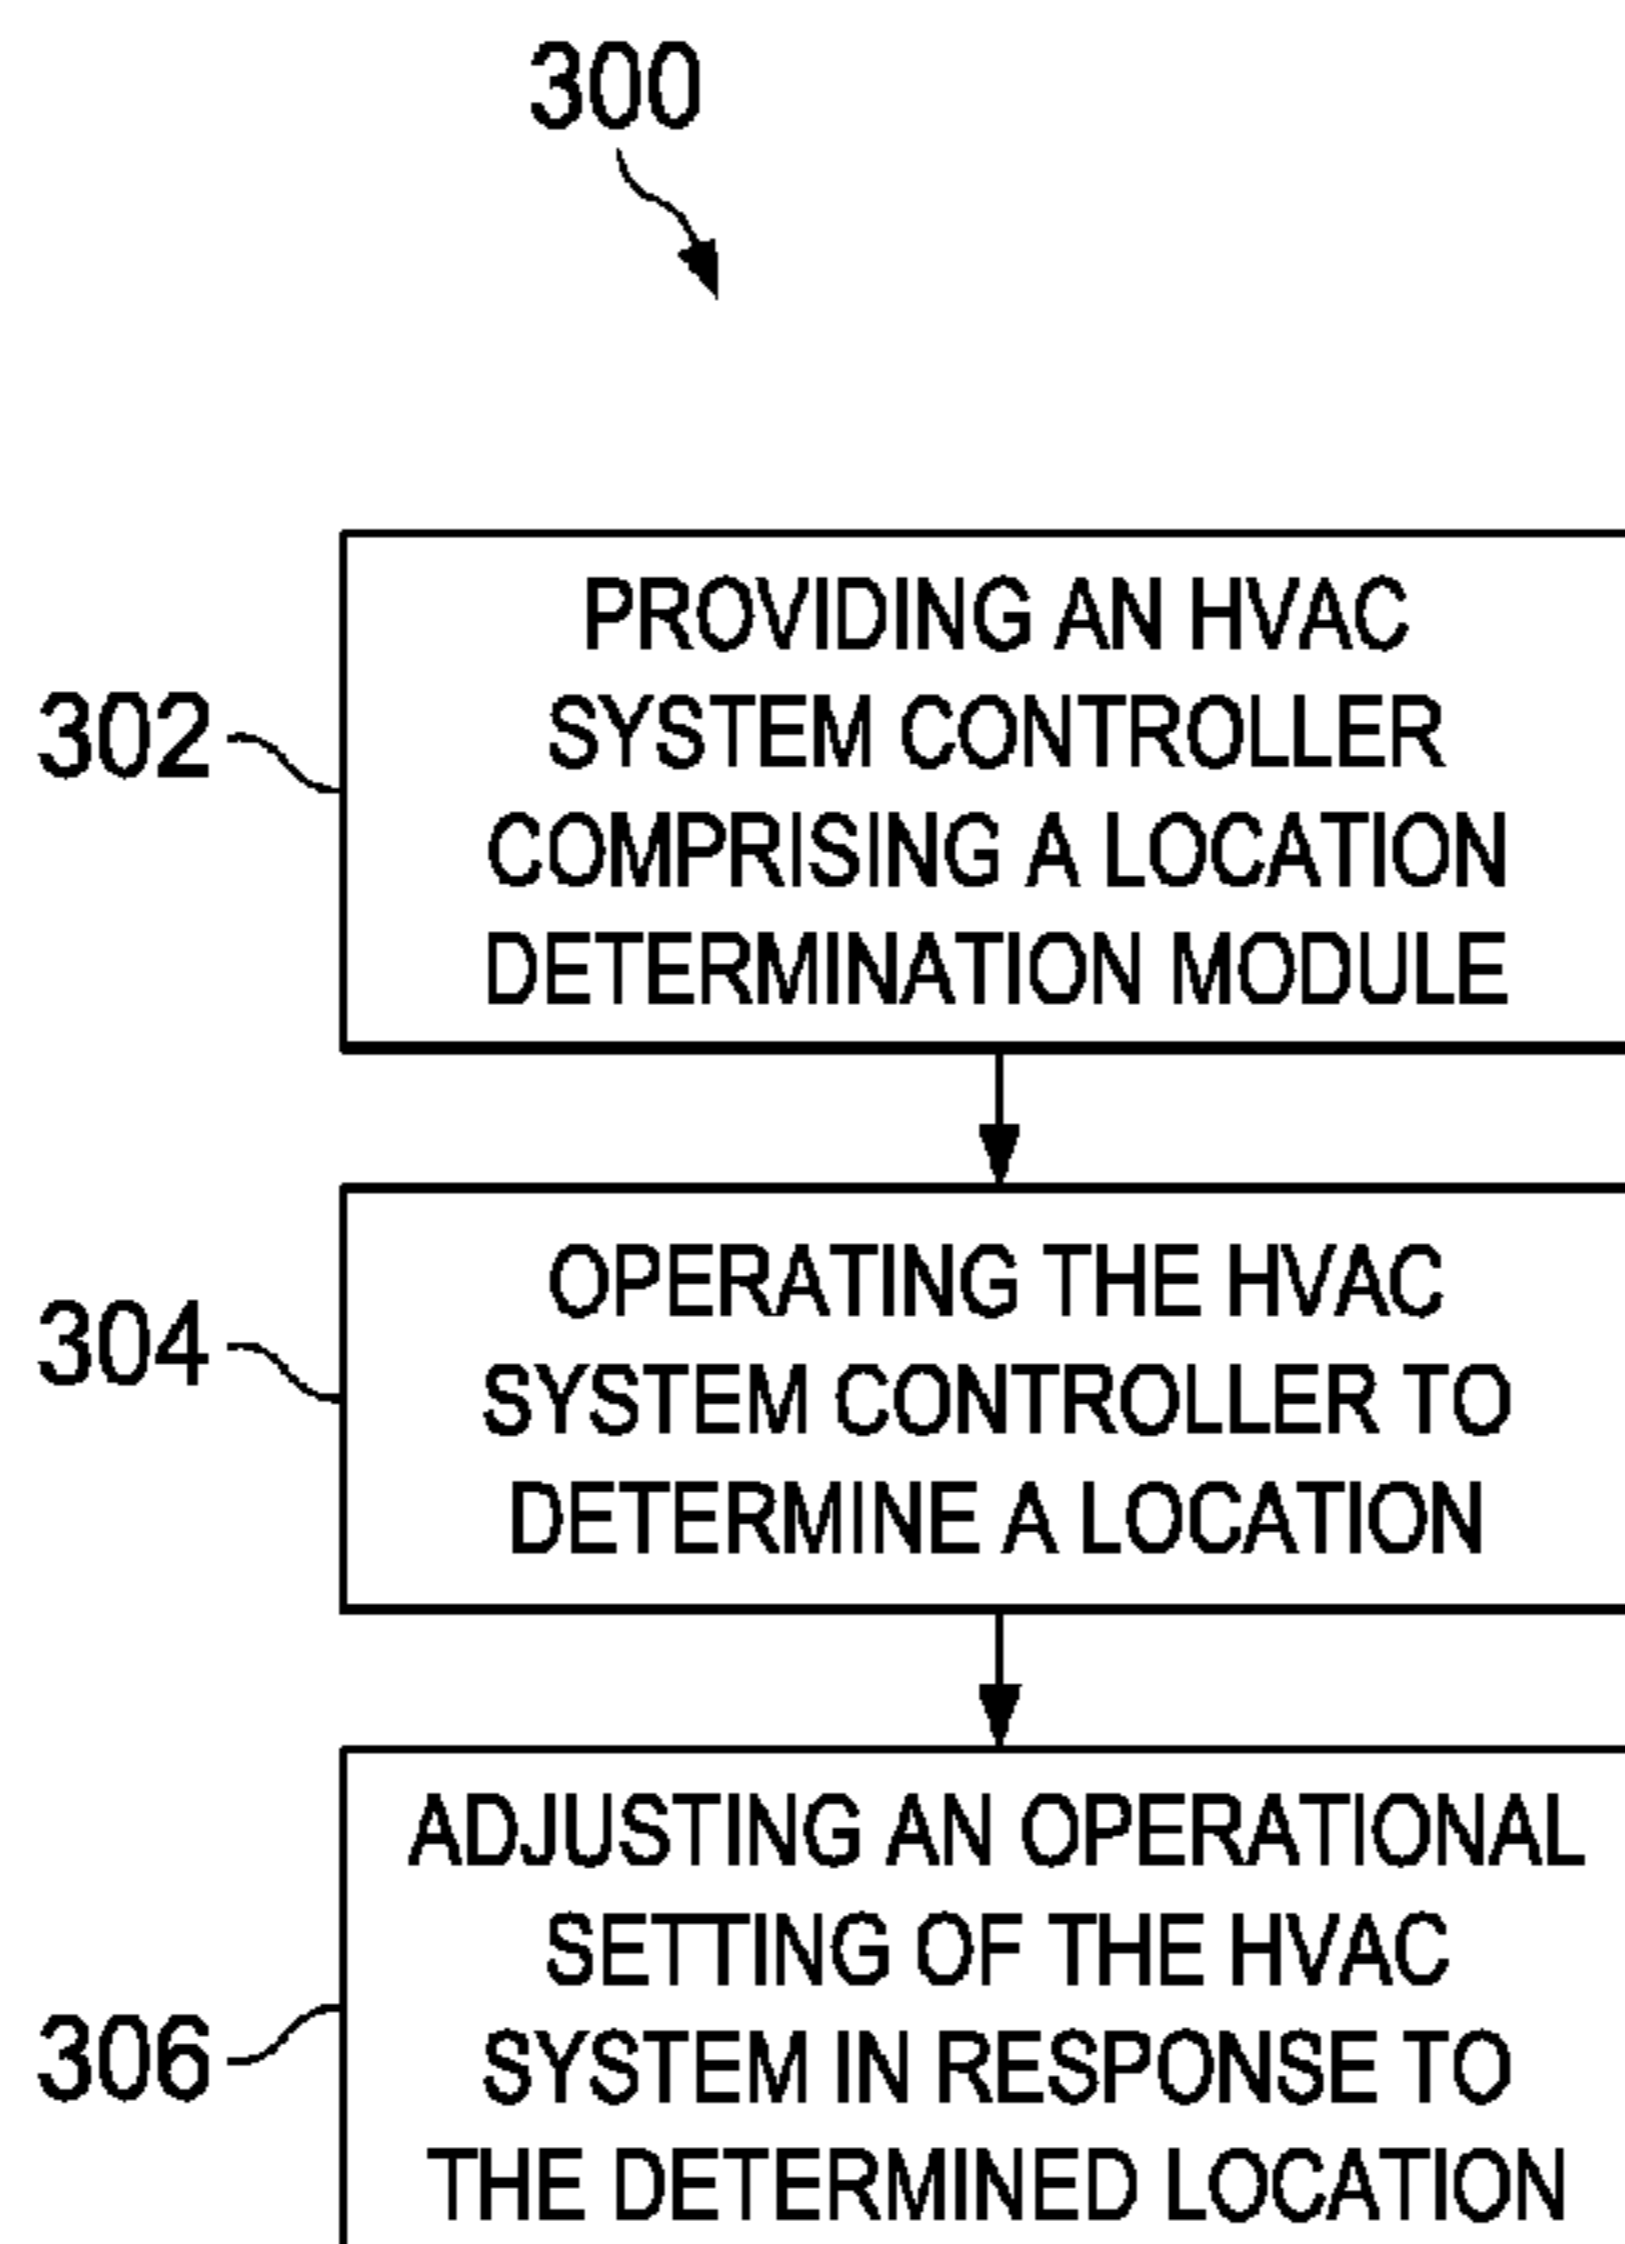 300
302
PROVIDING AN HVAC
SYSTEM CONTROLLER
COMPRISING A LOCATION
DETERMINATION MODULE
304
OPERATING THE HVAC
SYSTEM CONTROLLER TO
DETERMINE A LOCATION
306
ADJUSTING AN OPERATIONAL
SETTING OF THE HVAC
SYSTEM IN RESPONSE TO
THE DETERMINED LOCATION